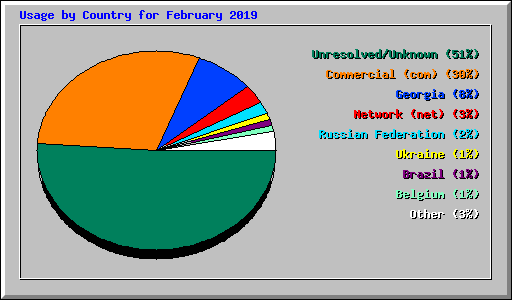 Usage by Country for February 2019
Unresolved/Unknown (51%)
Commercial (com) (30%)
Georgia (8%)
Network (net) (3%)
Russian Federation (2%)
Ukraine (1%)
Brazil (1%)
Belgium (1%)
Other (3%)